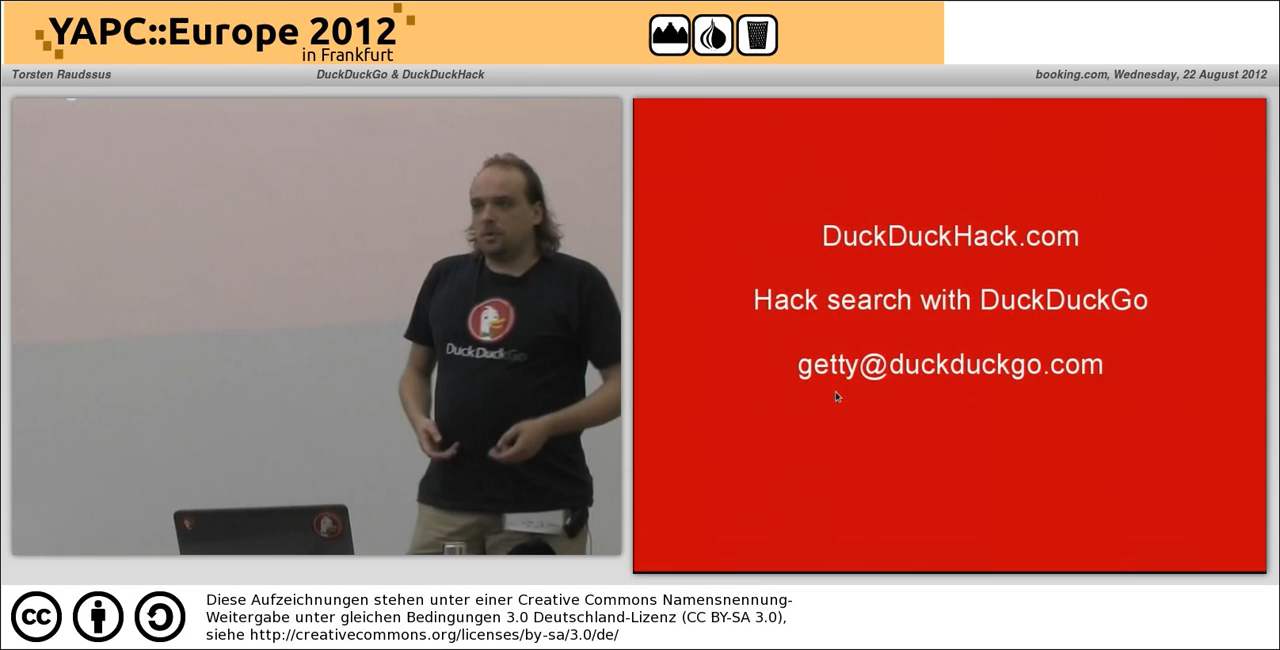 YAPC::Europe 2012
in Frankfurt
Torsten Raudssus
DuckDuckGo & DuckDuckHack
booking.com, Wednesday, 22 August 2012
DuckDuckGo
DuckDuckHack.com
Hack search with DuckDuckGo
getty@duckduckgo.com
cc
Diese Aufzeichnungen stehen unter einer Creative Commons Namensnennung-
Weitergabe unter gleichen Bedingungen 3.0 Deutschland-Lizenz (CC BY-SA 3.0),
siehe http://creativecommons.org/licenses/by-sa/3.0/de/